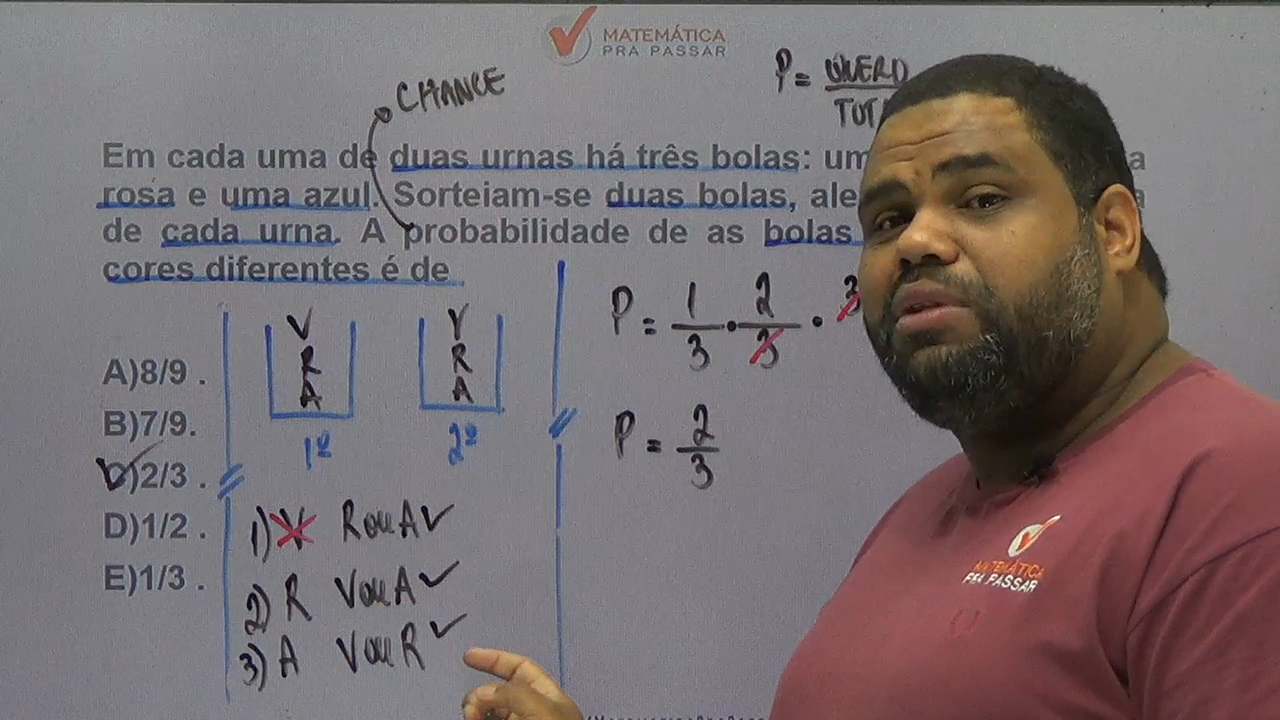 MATEMÁTICA
PRA PASSAR
CHANCE
P =
Em cada uma de duas urnas há três bolas:
rosa e uma azul. Sorteiam-se duas bolas,
de cada urna. A probabilidade de as bolas
cores diferentes é de
P = 1/3 · 2/3 · 3
P = 2/3
V V
R R
A A
1ª 2ª
A)8/9 .
B)7/9.
C)2/3 .
D)1/2 .
E)1/3 .
1) V R ou A ✓
2) R V ou A ✓
3) A V ou R ✓
MATEMÁTICA
PRA PASSAR